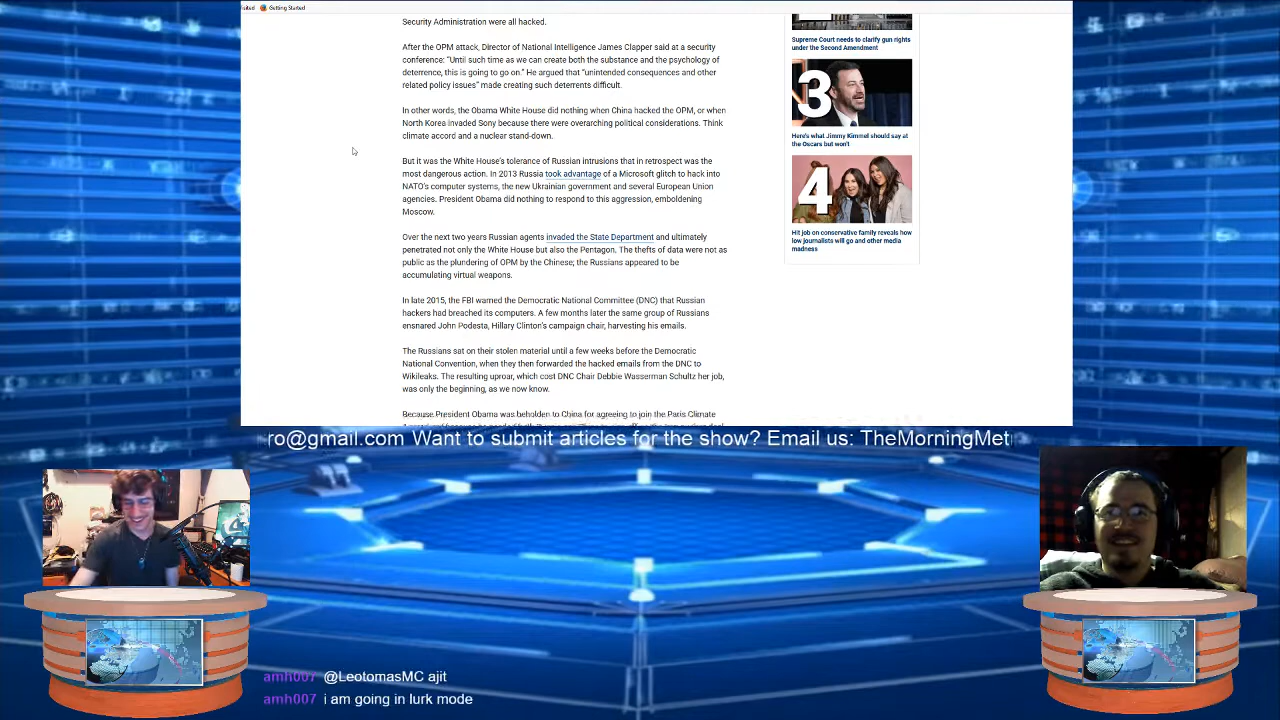 Getting Started
Security Administration were all hacked.
After the OPM attack, Director of National Intelligence James Clapper said at a security
conference: “Until such time as we can create both the substance and the psychology of
deterrence, this is going to go on.” He argued that “unintended consequences and other
related policy issues” made creating such deterrents difficult.
In other words, the Obama White House did nothing when China hacked the OPM, or when
North Korea invaded Sony because there were overarching political considerations. Think
climate accord and a nuclear stand-down.
But it was the White House’s tolerance of Russian intrusions that in retrospect was the
most dangerous action. In 2013 Russia took advantage of a Microsoft glitch to hack into
NATO’s computer systems, the new Ukrainian government and several European Union
agencies. President Obama did nothing to respond to this aggression, emboldening
Moscow.
Over the next two years Russian agents invaded the State Department and ultimately
penetrated not only the White House but also the Pentagon. The thefts of data were not as
public as the plundering of OPM by the Chinese; the Russians appeared to be
accumulating virtual weapons.
In late 2015, the FBI warned the Democratic National Committee (DNC) that Russian
hackers had breached its computers. A few months later the same group of Russians
ensnared John Podesta, Hillary Clinton’s campaign chair, harvesting his emails.
The Russians sat on their stolen material until a few weeks before the Democratic
National Convention, when they then forwarded the hacked emails from the DNC to
Wikileaks. The resulting uproar, which cost DNC Chair Debbie Wasserman Schultz her job,
was only the beginning, as we now know.
Because President Obama was beholden to China for agreeing to join the Paris Climate
Supreme Court needs to clarify gun rights
under the Second Amendment
3
Here's what Jimmy Kimmel should say at
the Oscars but won't
4
Hit job on conservative family reveals how
low journalists will go and other media
madness
ro@gmail.com Want to submit articles for the show? Email us: TheMorningMet
amh007 @LeotomasMC ajit
amh007 i am going in lurk mode